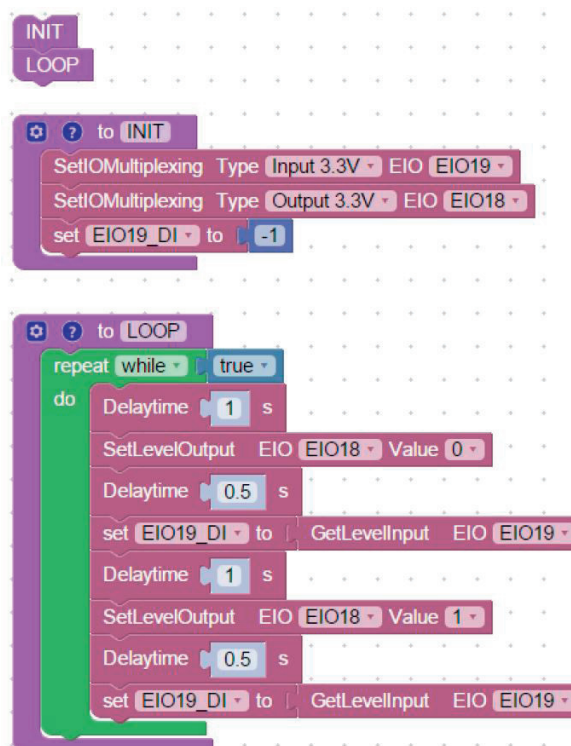 INIT
LOOP
? to INIT
SetIOMultiplexing Type Input 3.3V EIO EIO19
SetIOMultiplexing Type Output 3.3V EIO EIO18
set EIO19_DI to -1
? to LOOP
repeat while true
do Delaytime 1 s
SetLevelOutput EIO EIO18 Value 0
Delaytime 0.5 s
set EIO19_DI to GetLevelInput EIO EIO19
Delaytime 1 s
SetLevelOutput EIO EIO18 Value 1
Delaytime 0.5 s
set EIO19_DI to GetLevelInput EIO EIO19